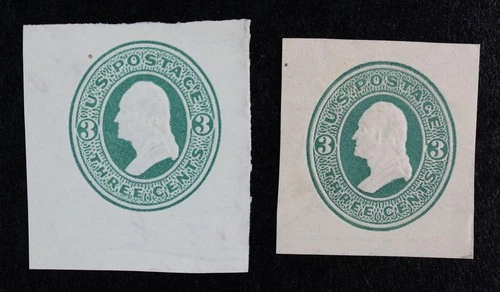 U.S. POSTAGE
3 3
THREE CENTS
U.S. POSTAGE
3 3
THREE CENTS